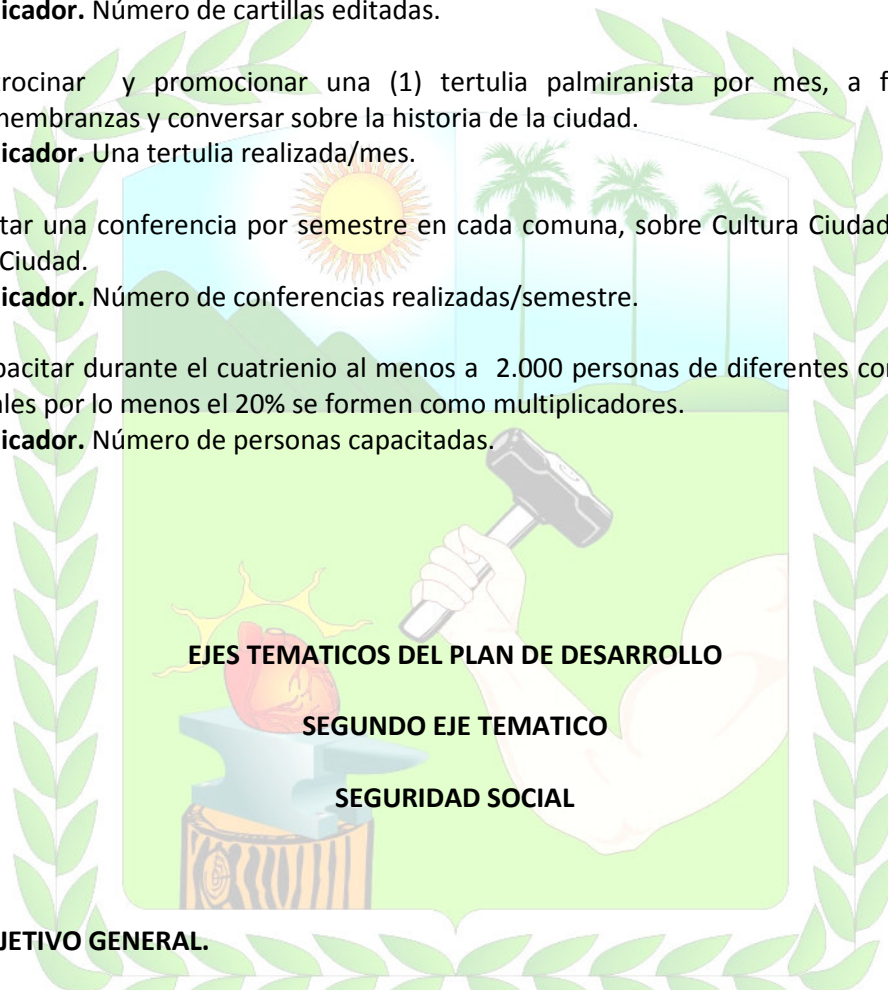 icador. Número de cartillas editadas.
rocinar y promocionar una (1) tertulia palmiranista por mes, a f
nembranzas y conversar sobre la historia de la ciudad.
icador. Una tertulia realizada/mes.
tar una conferencia por semestre en cada comuna, sobre Cultura Ciudad
Ciudad.
icador. Número de conferencias realizadas/semestre.
pacitar durante el cuatrienio al menos a 2.000 personas de diferentes cor
ales por lo menos el 20% se formen como multiplicadores.
icador. Número de personas capacitadas.
EJES TEMATICOS DEL PLAN DE DESARROLLO
SEGUNDO EJE TEMATICO
SEGURIDAD SOCIAL
JETIVO GENERAL.